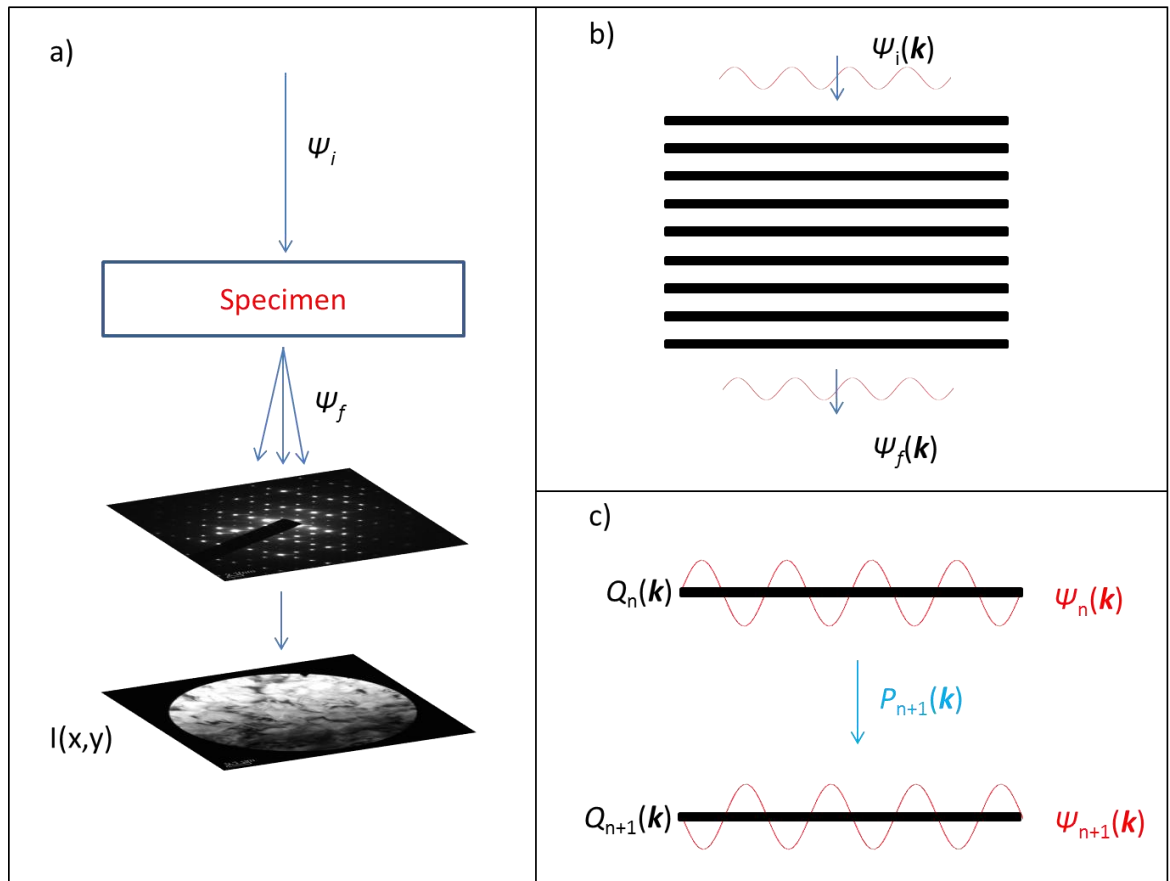 a)
Ψi
Specimen
Ψf
I(x,y)
b)
Ψi(k)
Ψf(k)
c)
Qn(k)
Ψn(k)
Pn+1(k)
Qn+1(k)
Ψn+1(k)